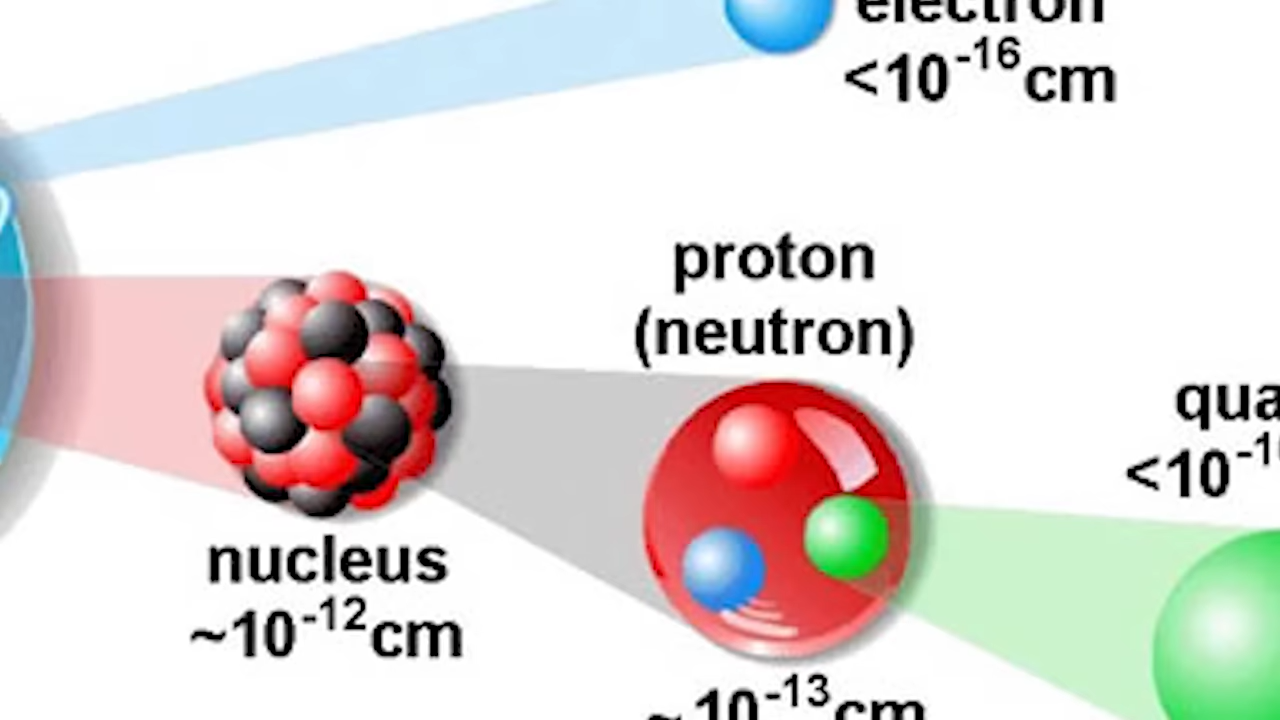 electron
<10⁻¹⁶cm
proton
(neutron)
qua
<10⁻¹
nucleus
~10⁻¹²cm
~10⁻¹³cm